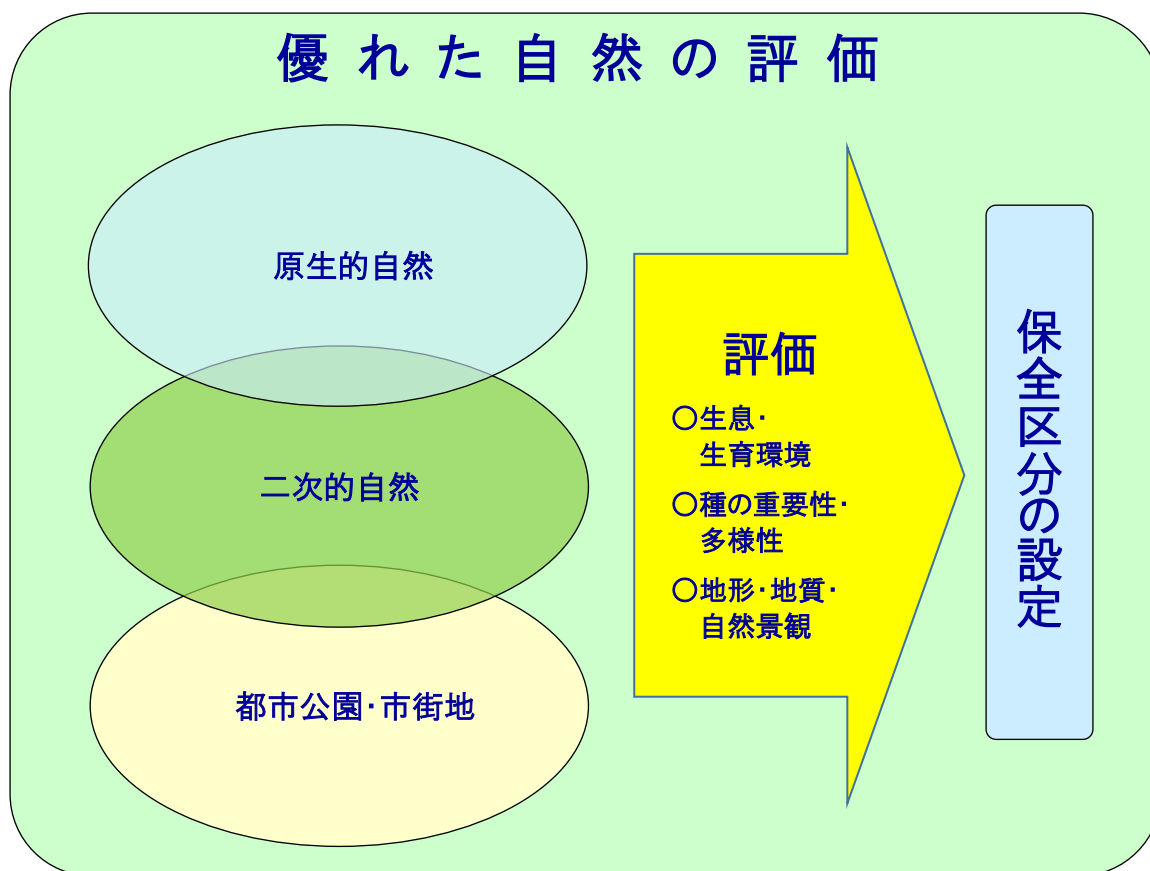 優れた自然の評価
原生的自然
二次的自然
都市公園･市街地
評価
○生息･
生育環境
○種の重要性･
多様性
○地形･地質･
自然景観
保全区分の設定